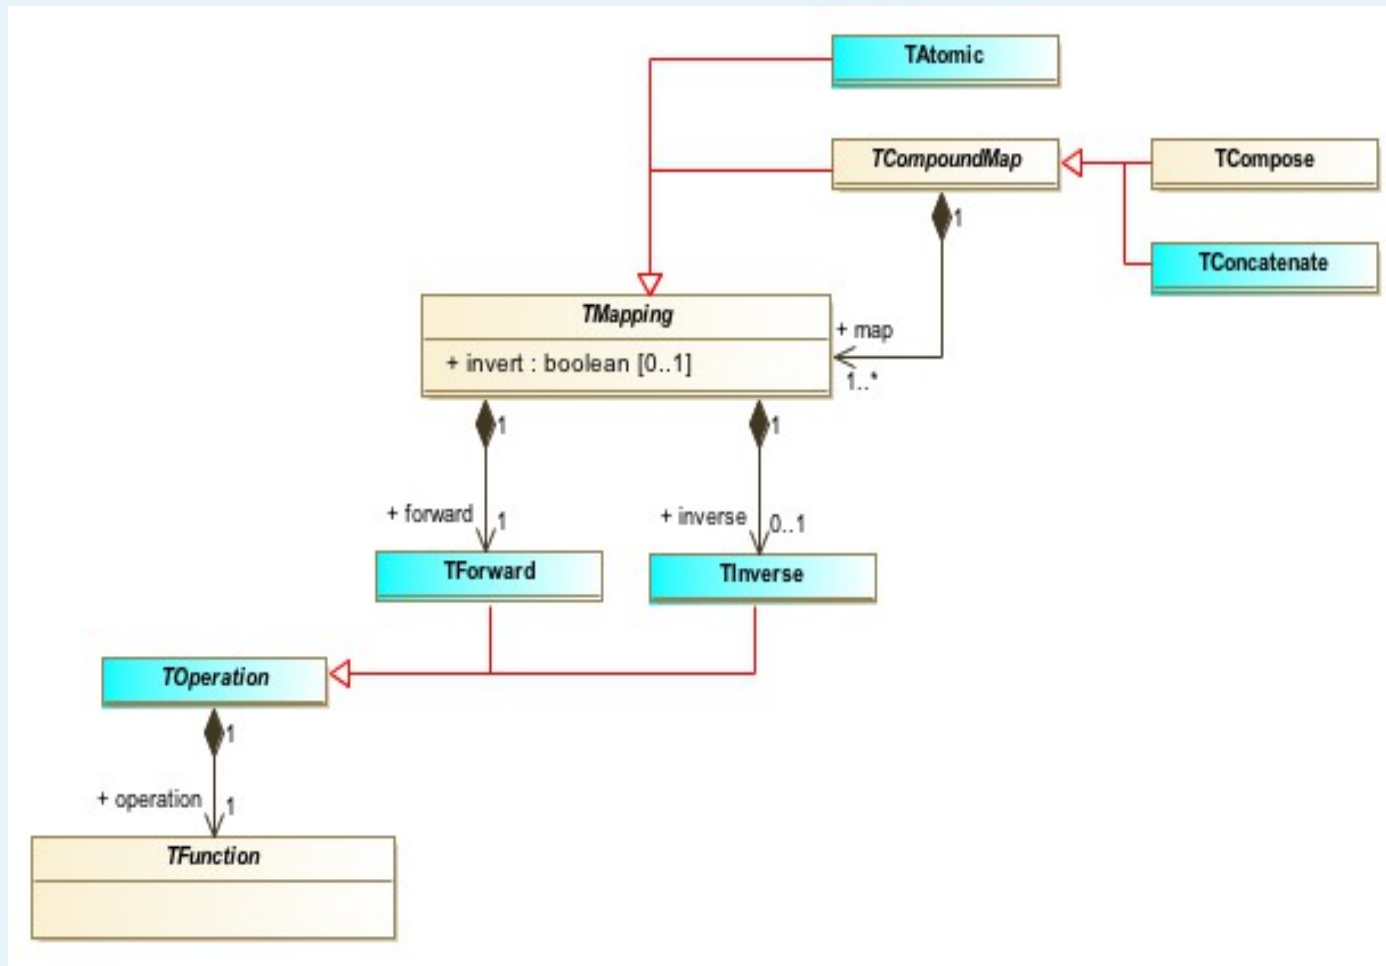 TAtomic
TCompoundMap
TCompose
1
TConcatenate
TMapping
+ map
+ invert : boolean [0..1]
1..*
1
1
+ forward
1
+ inverse
0..1
TForward
TInverse
TOperation
1
+ operation
1
TFunction